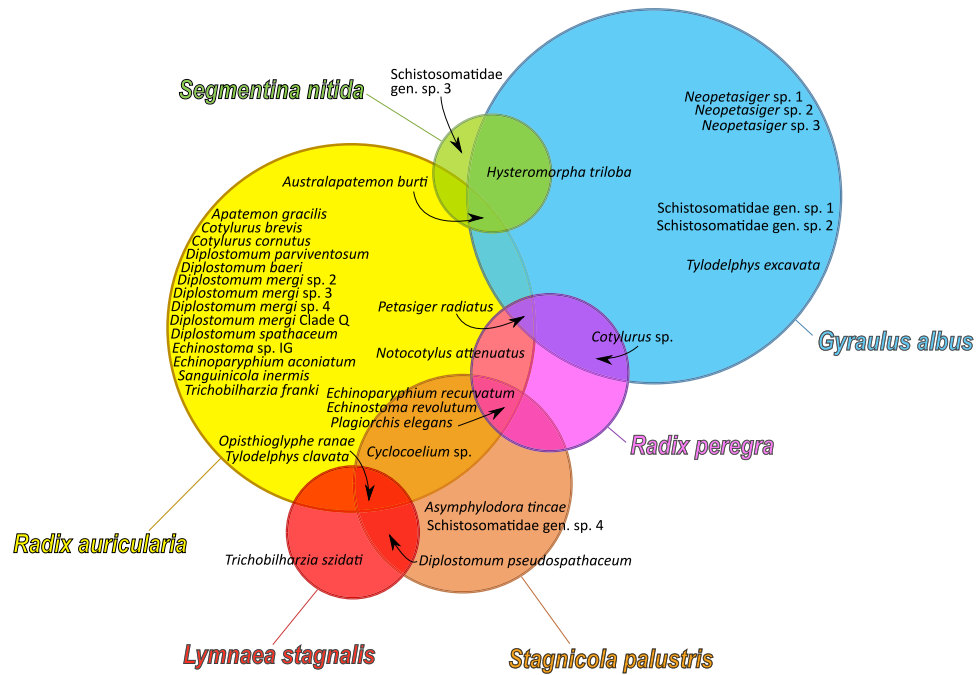 Schistosomatidae
gen. sp. 3
Segmentina nitida
Neopetasiger sp. 1
Neopetasiger sp. 2
Neopetasiger sp. 3
Hysteromorpha triloba
Australapatemon burti
Schistosomatidae gen. sp. 1
Schistosomatidae gen. sp. 2
Tylodelphys excavata
Apatemon gracilis
Cotylurus brevis
Cotylurus cornutus
Diplostomum parviventosum
Diplostomum baeri
Diplostomum mergi sp. 2
Diplostomum mergi sp. 3
Diplostomum mergi sp. 4
Diplostomum mergi Clade Q
Diplostomum spathaceum
Echinostoma sp. IG
Echinoparyphium aconiatum
Sanguinicola inermis
Trichobilharzia franki
Petasiger radiatus
Cotylurus sp.
Gyraulus albus
Notocotylus attenuatus
Echinoparyphium recurvatum
Echinostoma revolutum
Plagiorchis elegans
Radix peregra
Opisthioglyphe ranae
Tylodelphys clavata
Cyclocoelium sp.
Asymphylodora tincae
Schistosomatidae gen. sp. 4
Radix auricularia
Trichobilharzia szidati
Diplostomum pseudospathaceum
Lymnaea stagnalis
Stagnicola palustris